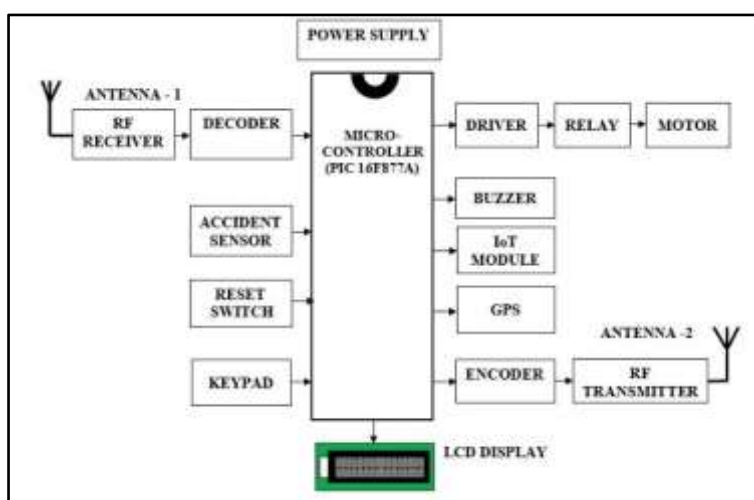 POWER SUPPLY
ANTENNA - 1
RF
RECEIVER
DECODER
MICRO-
CONTROLLER
(PIC 16F877A)
DRIVER
RELAY
MOTOR
BUZZER
ACCIDENT
SENSOR
IoT
MODULE
RESET
SWITCH
GPS
ANTENNA -2
KEYPAD
ENCODER
RF
TRANSMITTER
LCD DISPLAY